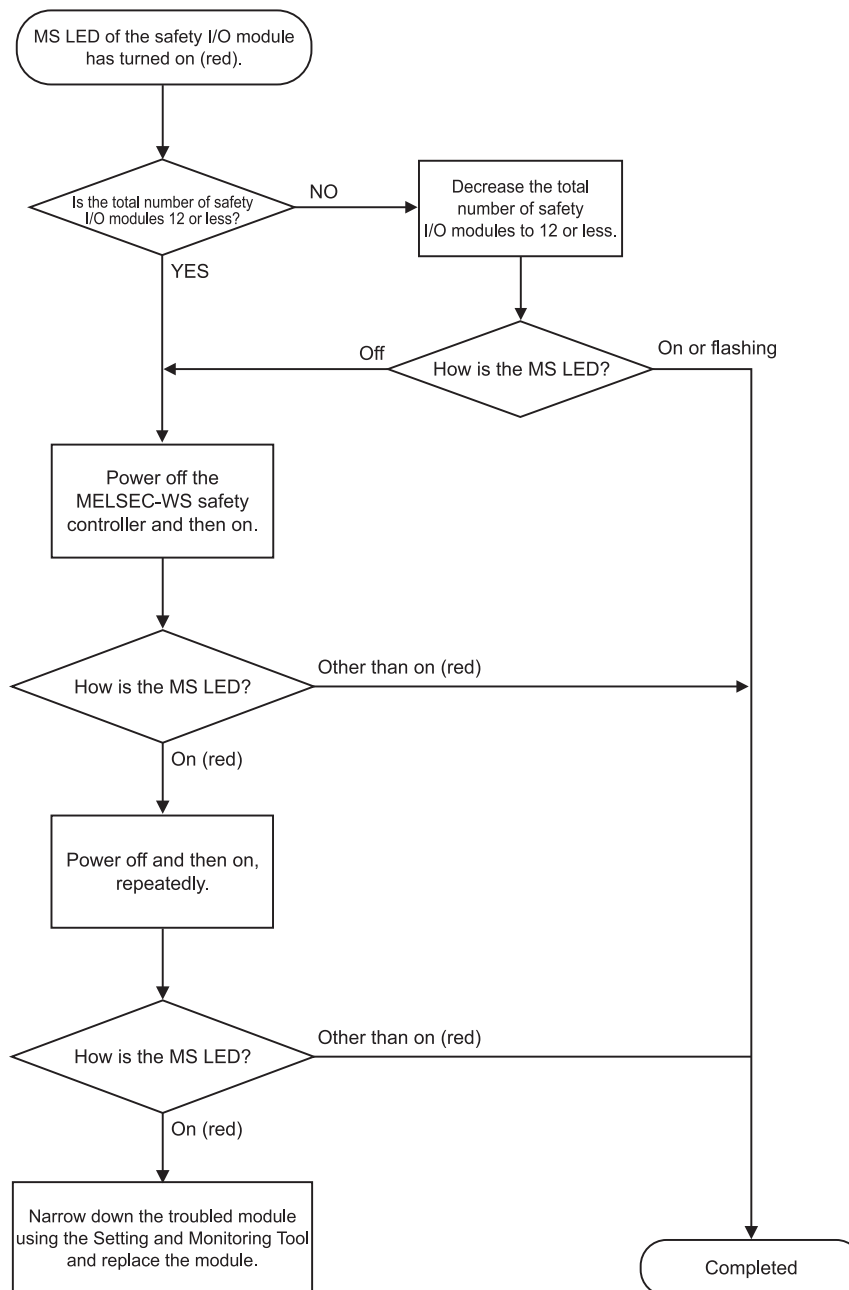 MS LED of the safety I/O module
has turned on (red).
Is the total number of safety
I/O modules 12 or less?
NO
Decrease the total
number of safety
I/O modules to 12 or less.
YES
Off
How is the MS LED?
On or flashing
Power off the
MELSEC-WS safety
controller and then on.
How is the MS LED?
Other than on (red)
On (red)
Power off and then on,
repeatedly.
How is the MS LED?
Other than on (red)
On (red)
Narrow down the troubled module
using the Setting and Monitoring Tool
and replace the module.
Completed